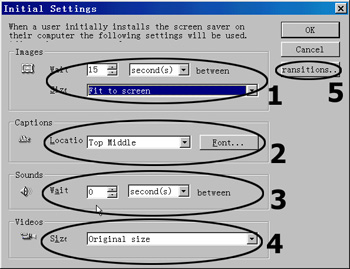 Initial Settings
When a user initially installs the screen saver on
their computer the following settings will be used.
OK
Cancel
ransitions..
5
Images
Wait 15 second(s) between
Size Fit to screen
1
Captions
Locatio Top Middle Font...
2
Sounds
Wait 0 second(s) between
3
Videos
Size Original size
4